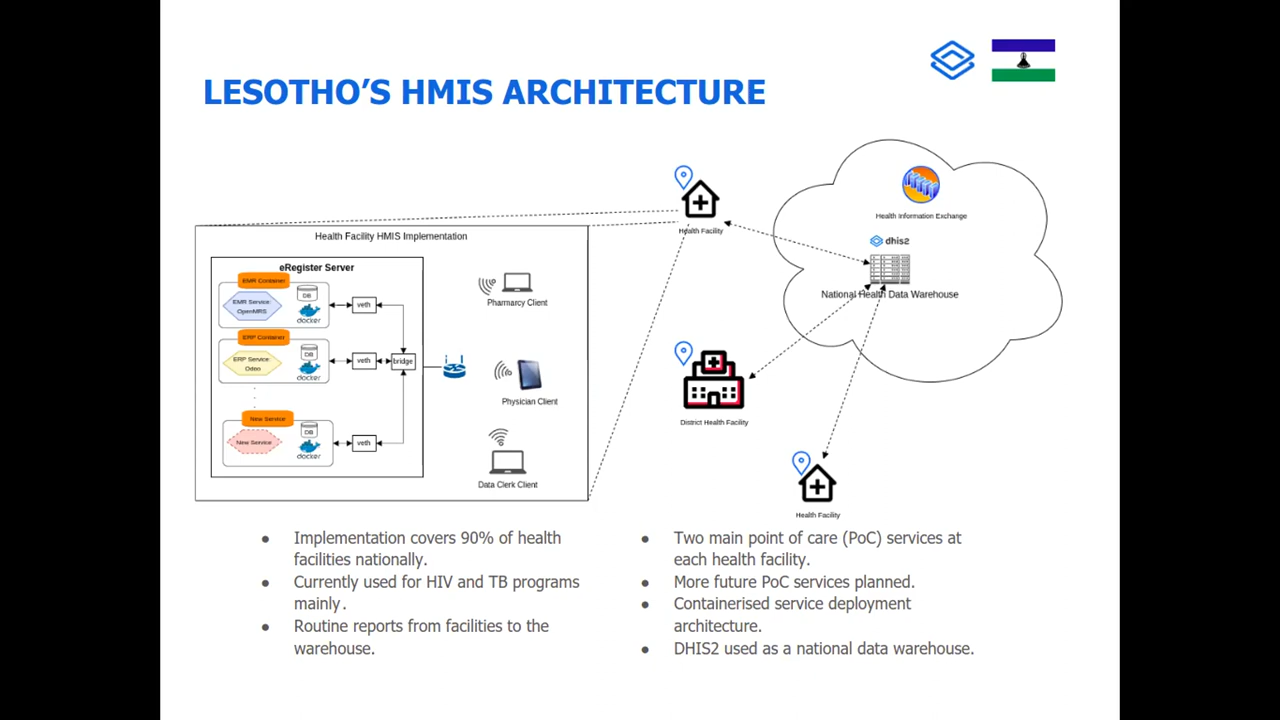 LESOTHO'S HMIS ARCHITECTURE
Health Facility HMIS Implementation
eRegister Server
EMR Container
EMR Service:
OpenMRS
DB
docker
veth
ERP Container
ERP Service:
Odoo
DB
docker
veth
bridge
New Service
New Service
DB
docker
veth
Pharmarcy Client
Physician Client
Data Clerk Client
Health Facility
Health Information Exchange
dhis2
National Health Data Warehouse
District Health Facility
Health Facility
● Implementation covers 90% of health
facilities nationally.
● Currently used for HIV and TB programs
mainly.
● Routine reports from facilities to the
warehouse.
● Two main point of care (PoC) services at
each health facility.
● More future PoC services planned.
● Containerised service deployment
architecture.
● DHIS2 used as a national data warehouse.